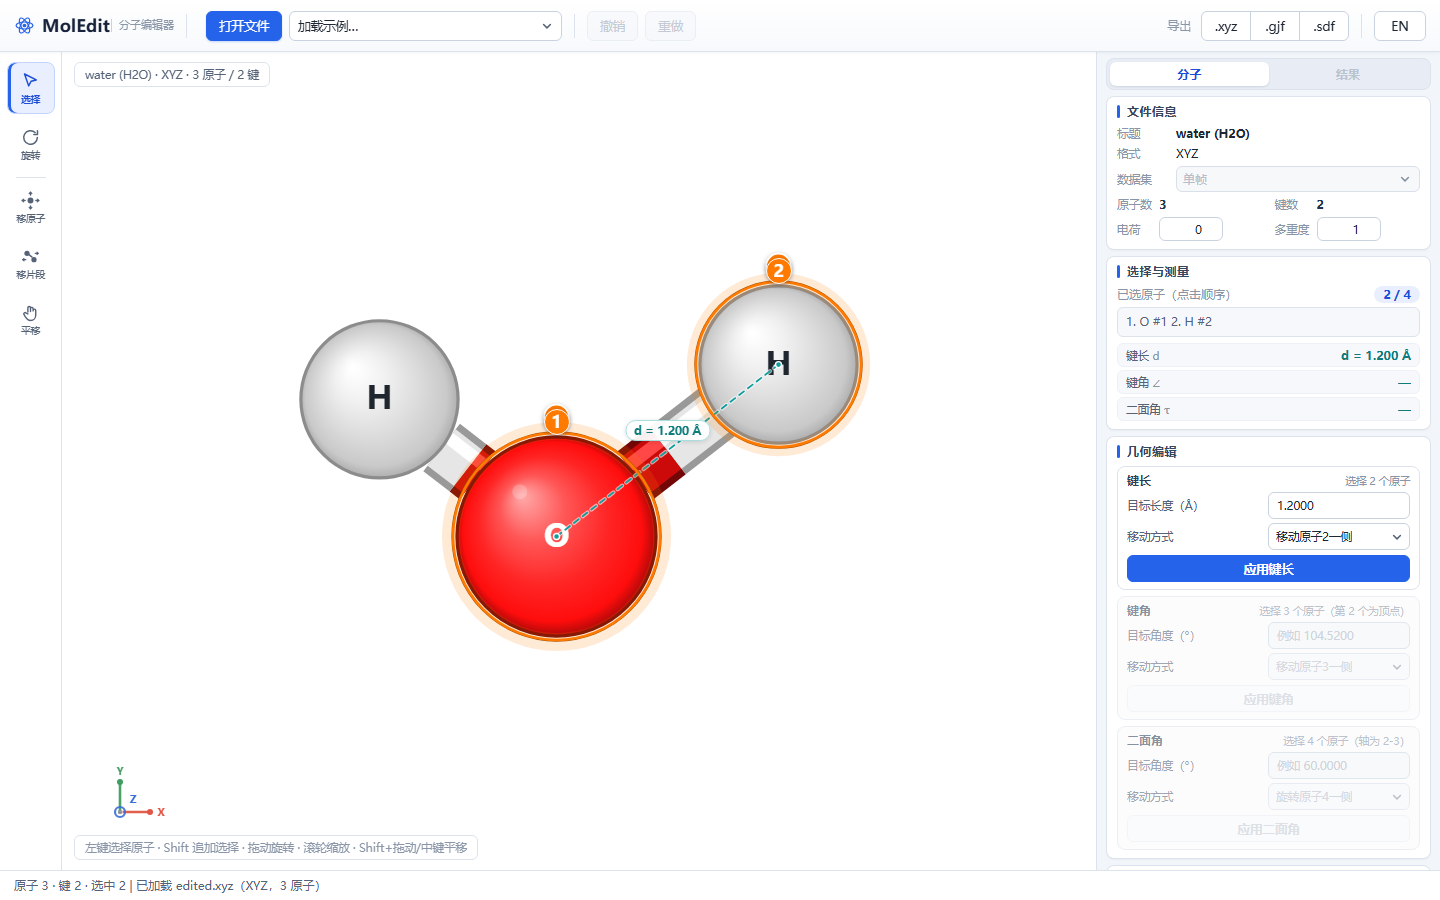 MolEdit 分子编辑器 打开文件 加载示例... 撤销 重做 导出 .xyz .gjf .sdf EN
选择
旋转
移原子
移片段
平移
water (H2O) · XYZ · 3 原子 / 2 键
2
H
H
1
d = 1.200 Å
O
Y
Z
X
左键选择原子 · Shift 追加选择 · 拖动旋转 · 滚轮缩放 · Shift+拖动/中键平移
分子 结果
文件信息
标题 water (H2O)
格式 XYZ
数据集 单帧
原子数 3 键数 2
电荷 0 多重度 1
选择与测量
已选原子（点击顺序） 2 / 4
1. O #1 2. H #2
键长 d d = 1.200 Å
键角 ∠ —
二面角 τ —
几何编辑
键长 选择 2 个原子
目标长度（Å） 1.2000
移动方式 移动原子2一侧
应用键长
键角 选择 3 个原子（第 2 个为顶点）
目标角度（°） 例如 104.5200
移动方式 移动原子3一侧
应用键角
二面角 选择 4 个原子（轴为 2-3）
目标角度（°） 例如 60.0000
移动方式 旋转原子4一侧
应用二面角
原子 3 · 键 2 · 选中 2 | 已加载 edited.xyz（XYZ，3 原子）